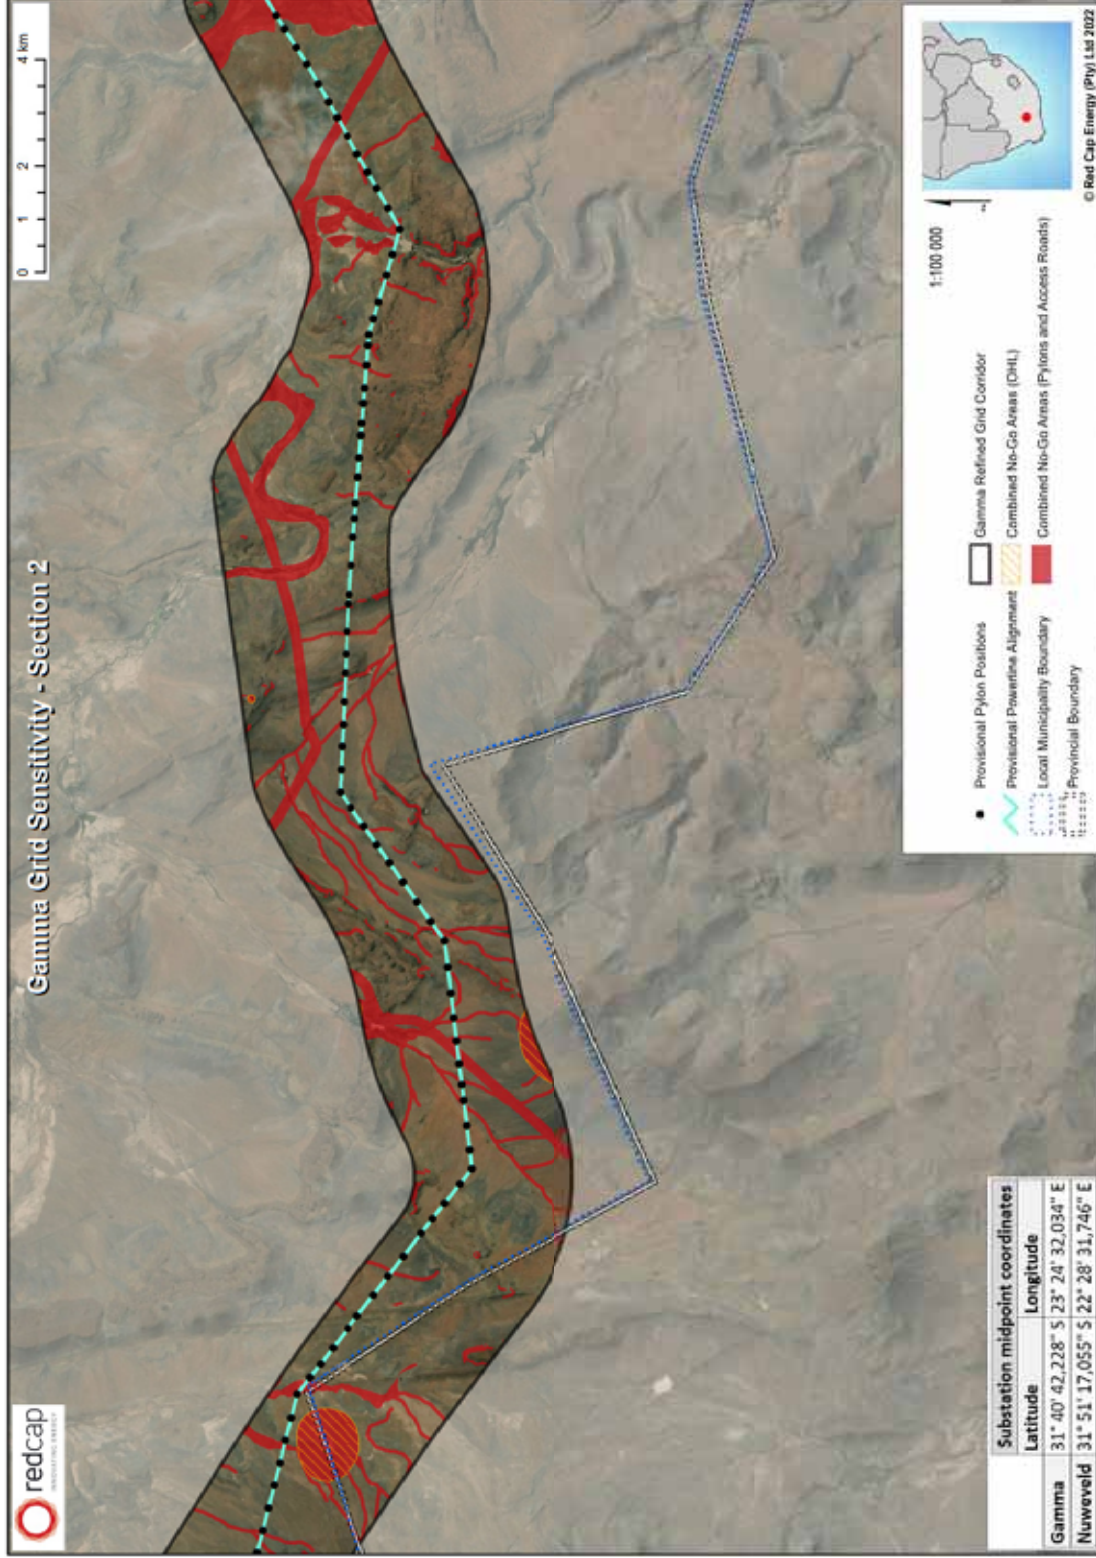 redcap
INNOVATING ENERGY
Gamma Grid Sensitivity - Section 2
0 1 2 4 km
Substation midpoint coordinates
Latitude Longitude
Gamma 31° 40' 42,228" S 23° 24' 32,034" E
Nuweveld 31° 51' 17,055" S 22° 28' 31,746" E
Provisional Pylon Positions
Provisional Powerline Alignment
Local Municipality Boundary
Provincial Boundary
Gamma Refined Grid Corridor
Combined No-Go Areas (OHL)
Combined No-Go Areas (Pylons and Access Roads)
1:100 000
© Red Cap Energy (Pty) Ltd 2022